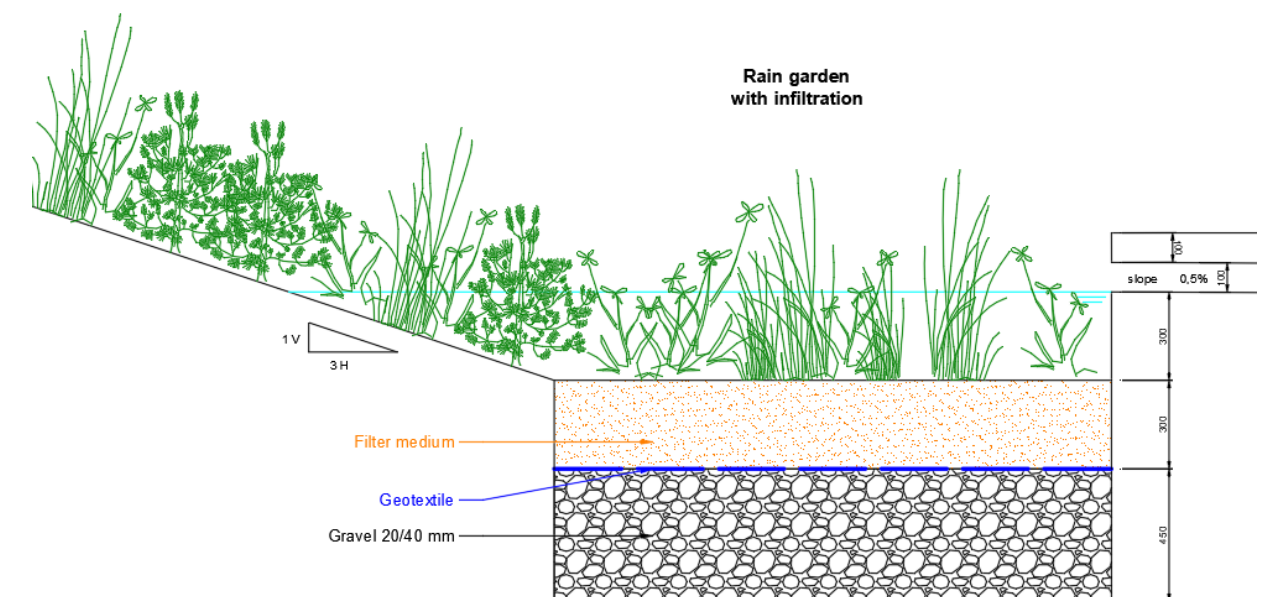 Rain garden
with infiltration
100
100
slope 0,5%
300
1 V
3 H
300
Filter medium
Geotextile
Gravel 20/40 mm
450